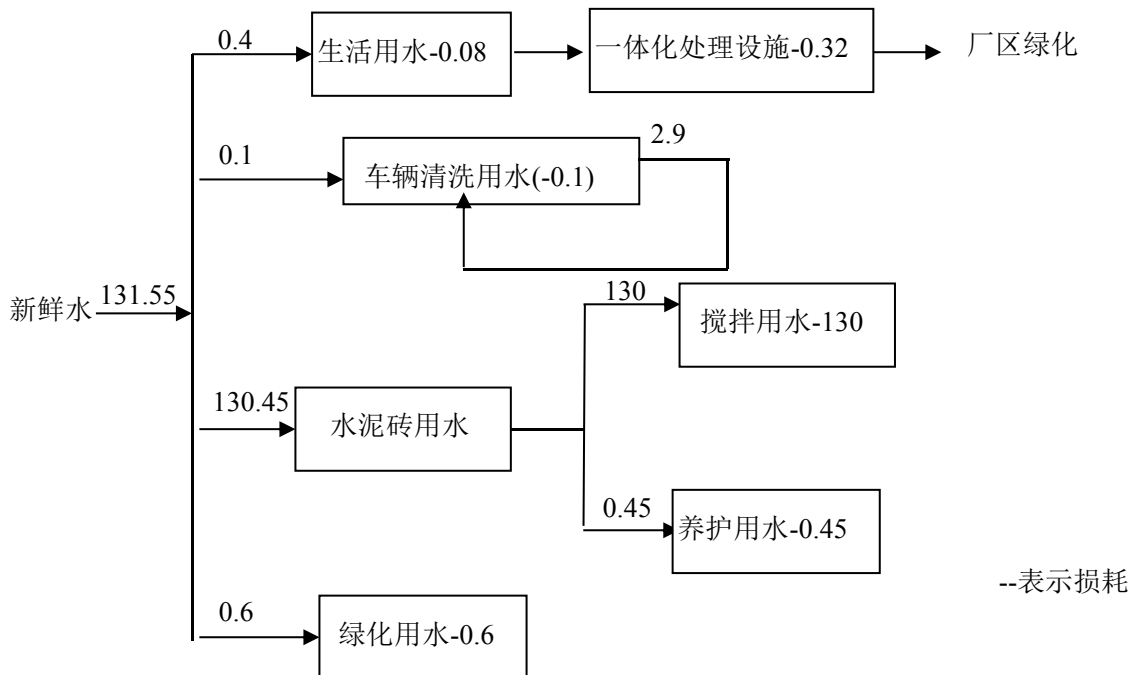 0.4
生活用水-0.08
一体化处理设施-0.32
厂区绿化
0.1
车辆清洗用水(-0.1)
2.9
新鲜水
131.55
130
搅拌用水-130
130.45
水泥砖用水
0.45
养护用水-0.45
--表示损耗
0.6
绿化用水-0.6